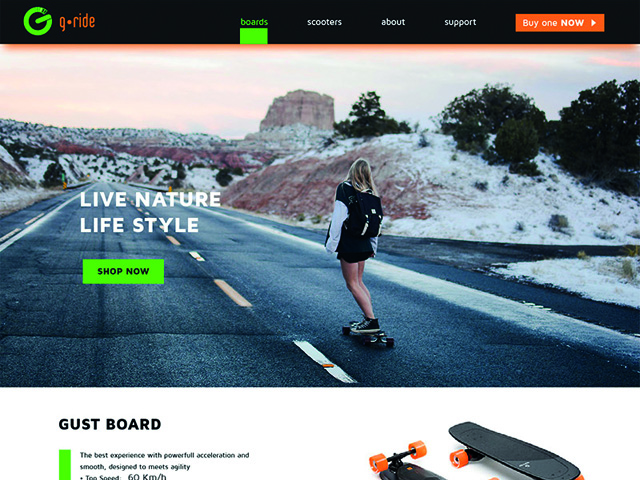 g•ride
boards
scooters
about
support
Buy one NOW
LIVE NATURE
LIFE STYLE
SHOP NOW
GUST BOARD
The best experience with powerfull acceleration and
smooth, designed to meets agility
• Top Speed: 60 Km/h